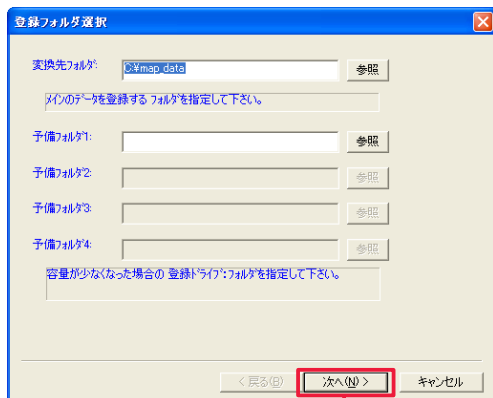 登録フォルダ選択
変換先フォルダ: C:¥map_data 参照
メインのデータを登録する フォルダを指定して下さい。
予備フォルダ1: 参照
予備フォルダ2: 参照
予備フォルダ3: 参照
予備フォルダ4: 参照
容量が少なくなった場合の 登録ドライブ:フォルダを指定して下さい。
< 戻る(B) 次へ(N) > キャンセル